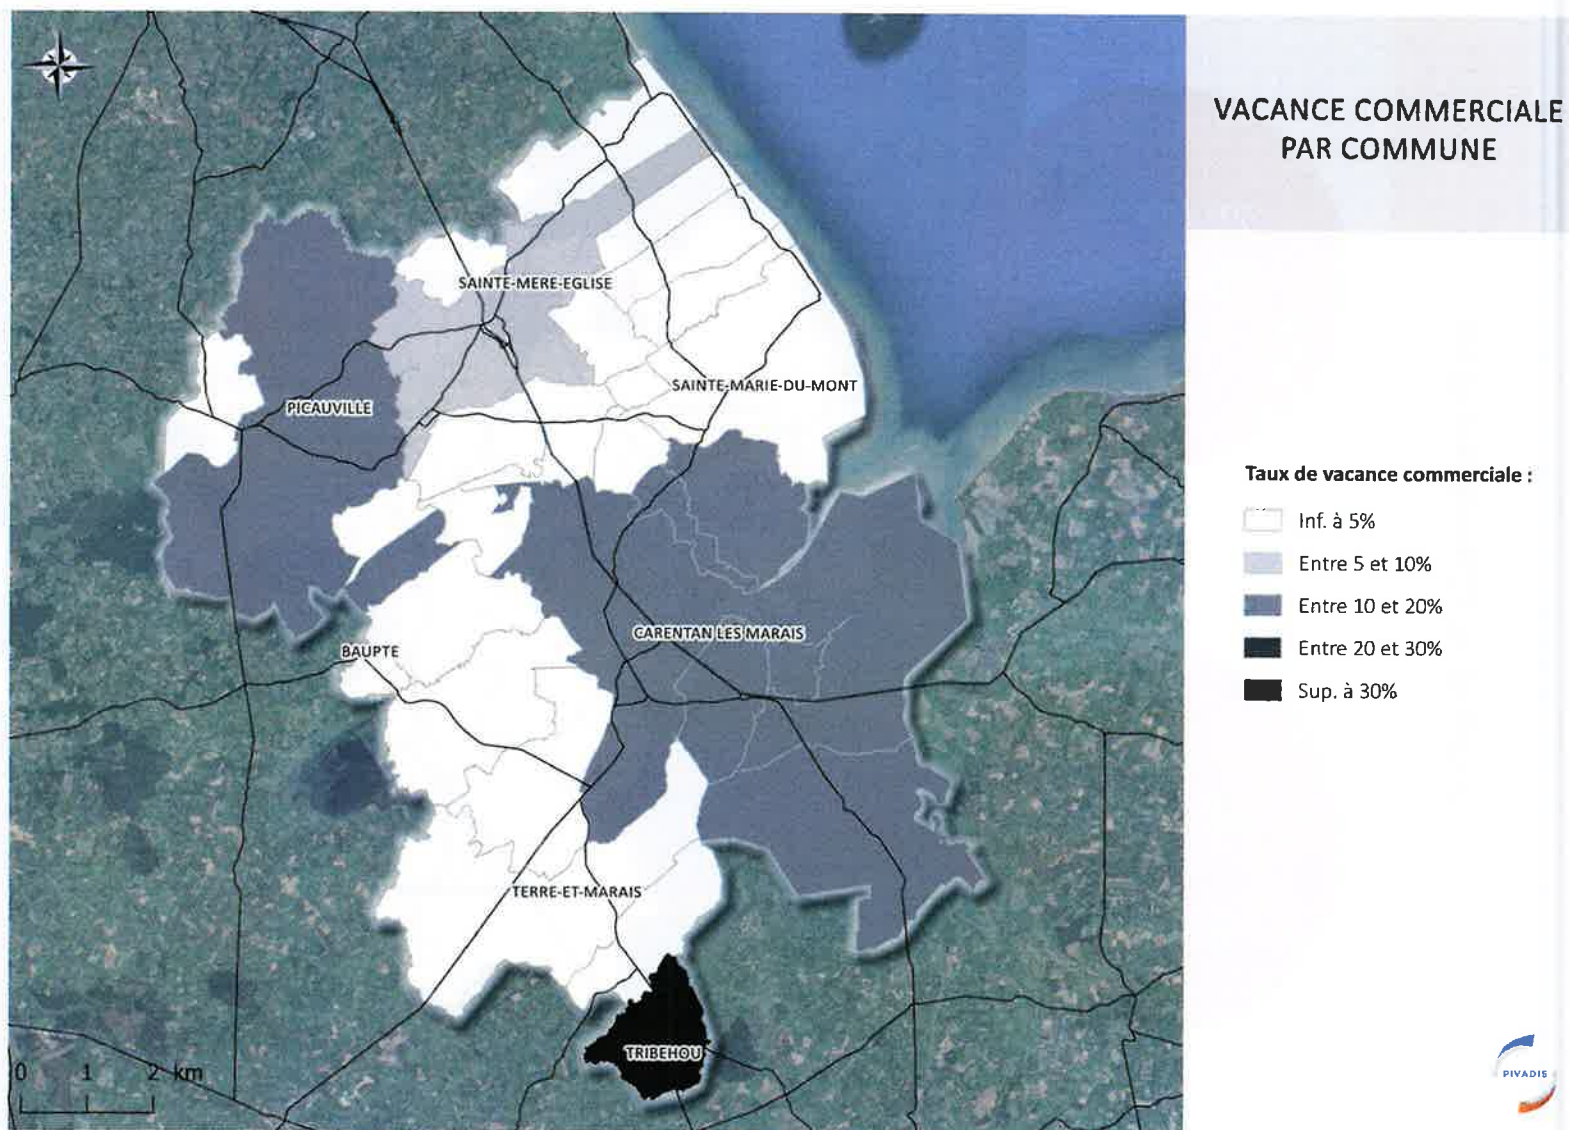 VACANCE COMMERCIALE
PAR COMMUNE
SAINTE-MERE-EGLISE
SAINTE-MARIE-DU-MONT
PICAUVILLE
CARENTAN LES MARAIS
BAUPTE
TERRE-ET-MARAIS
TRIBEHOU
0 1 2 km
Taux de vacance commerciale :
Inf. à 5%
Entre 5 et 10%
Entre 10 et 20%
Entre 20 et 30%
Sup. à 30%
PIVADIS